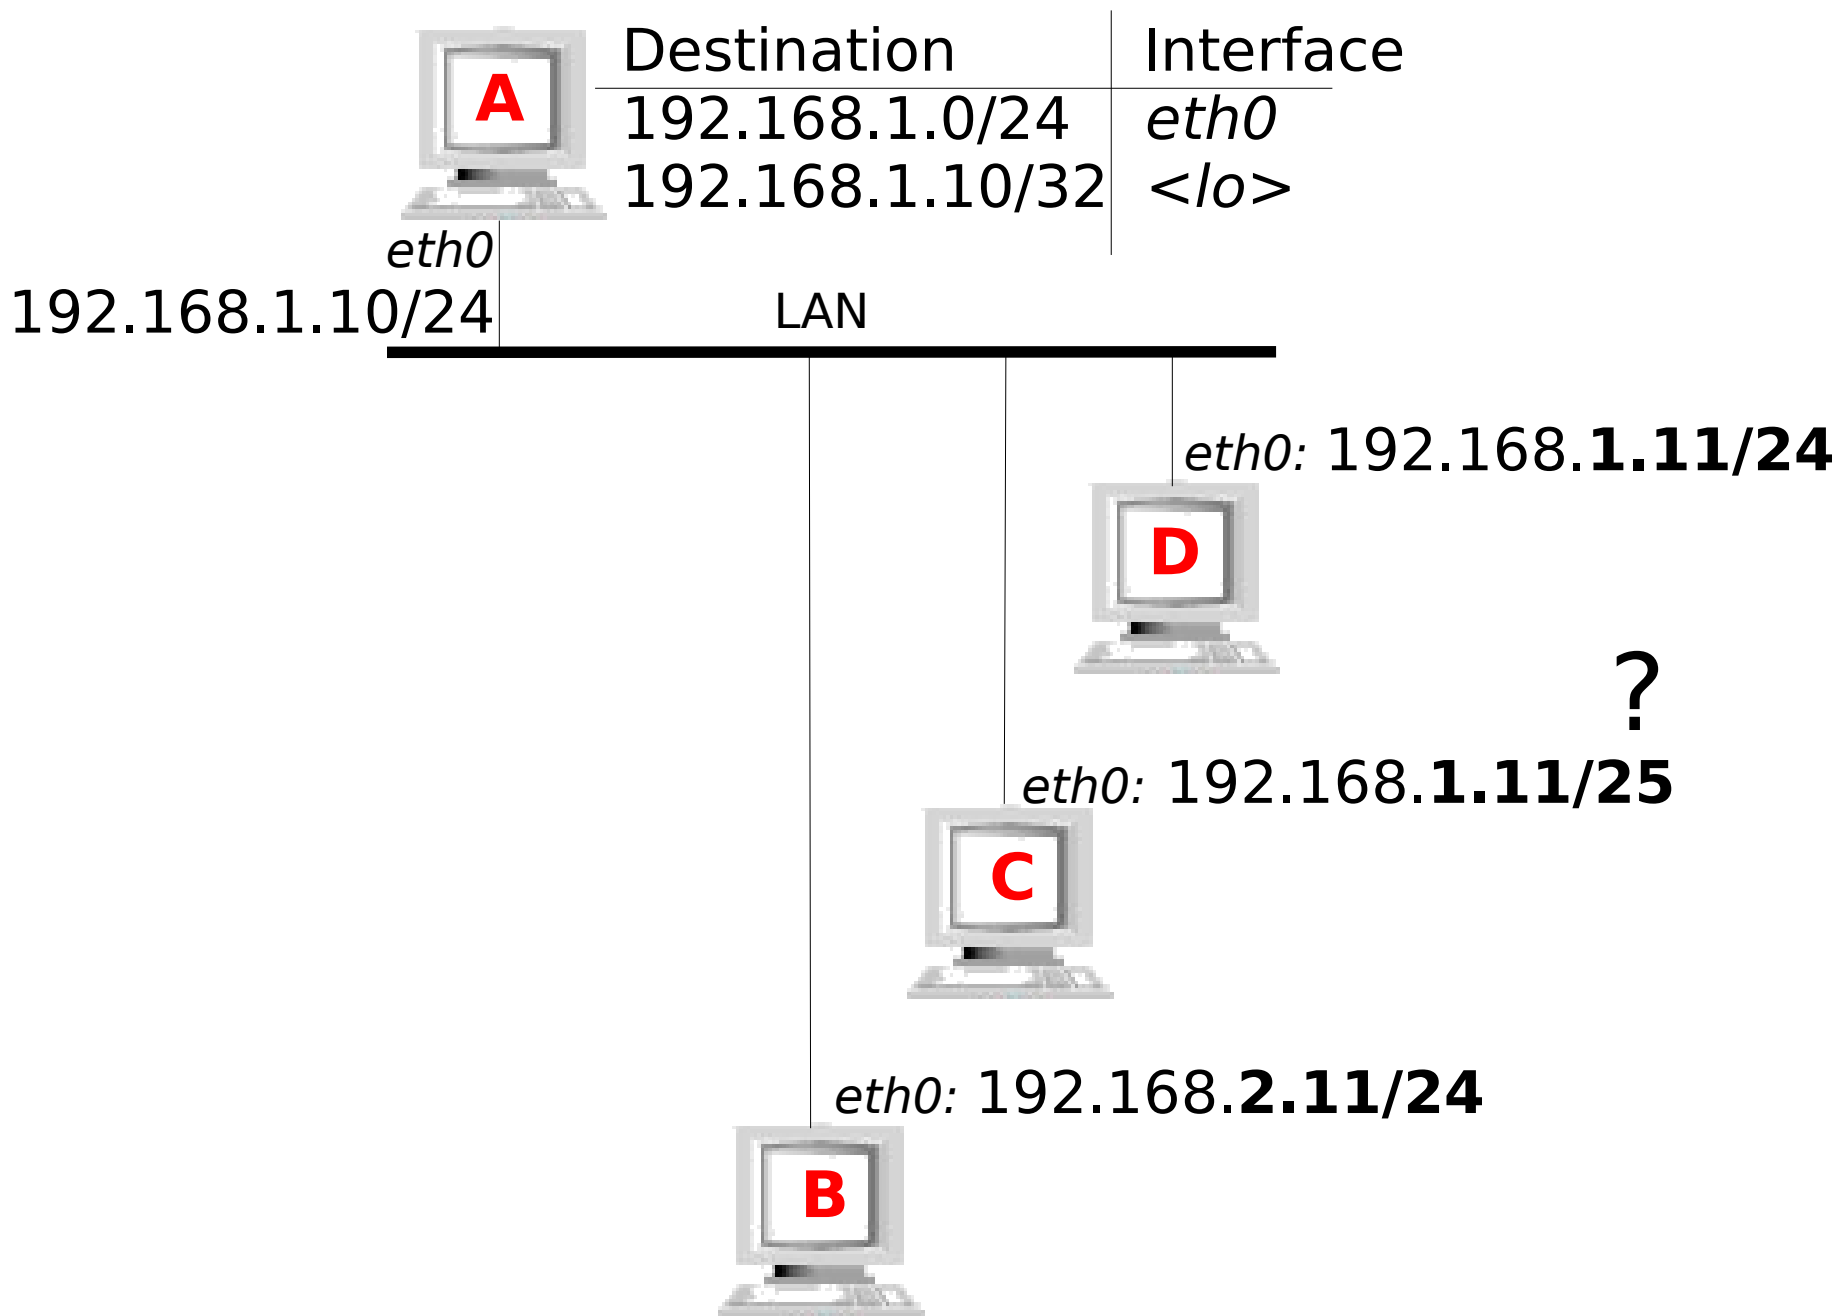 A
Destination Interface
192.168.1.0/24 eth0
192.168.1.10/32 <lo>
eth0
192.168.1.10/24
LAN
eth0: 192.168.1.11/24
D
?
eth0: 192.168.1.11/25
C
eth0: 192.168.2.11/24
B